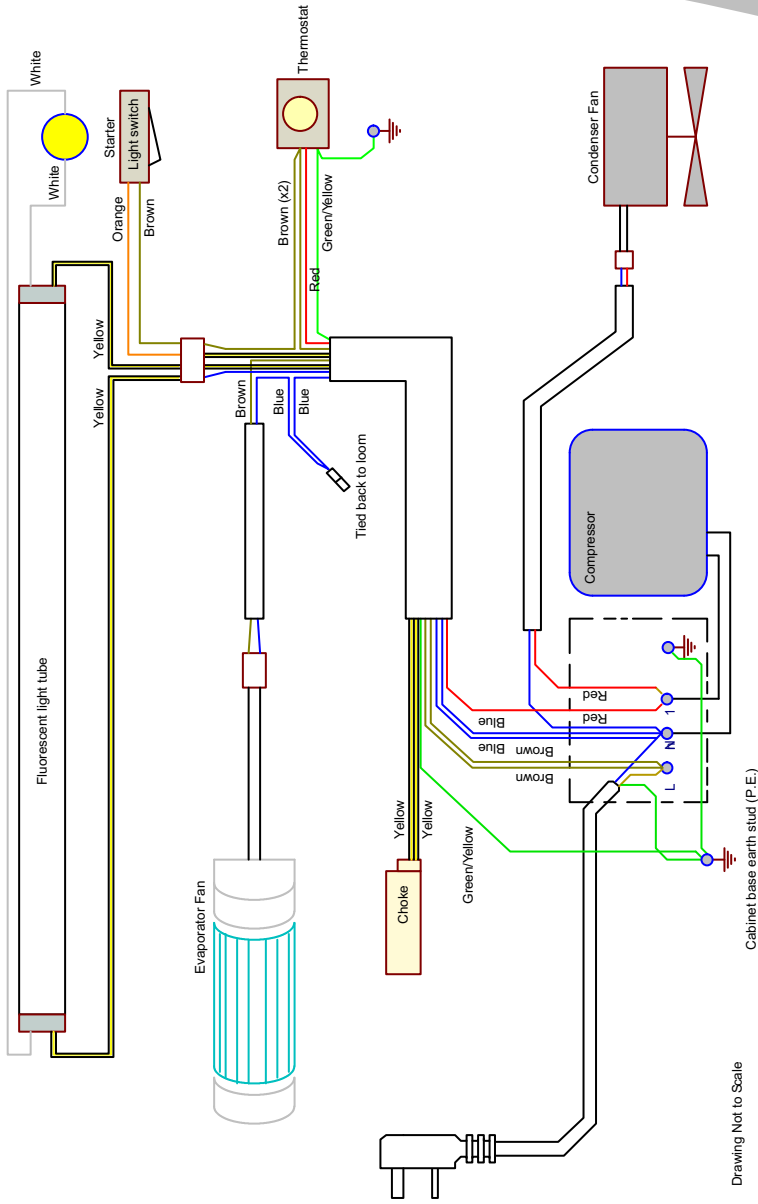 White
White
Starter
Light switch
Orange
Brown
Thermostat
Brown (x2)
Green/Yellow
Red
Condenser Fan
Yellow
Yellow
Brown
Blue
Blue
Tied back to loom
Fluorescent light tube
Compressor
Evaporator Fan
Choke
Yellow
Yellow
Green/Yellow
Red
Red
Blue
Blue
Brown
Brown
1
N
L
Cabinet base earth stud (P.E.)
Drawing Not to Scale